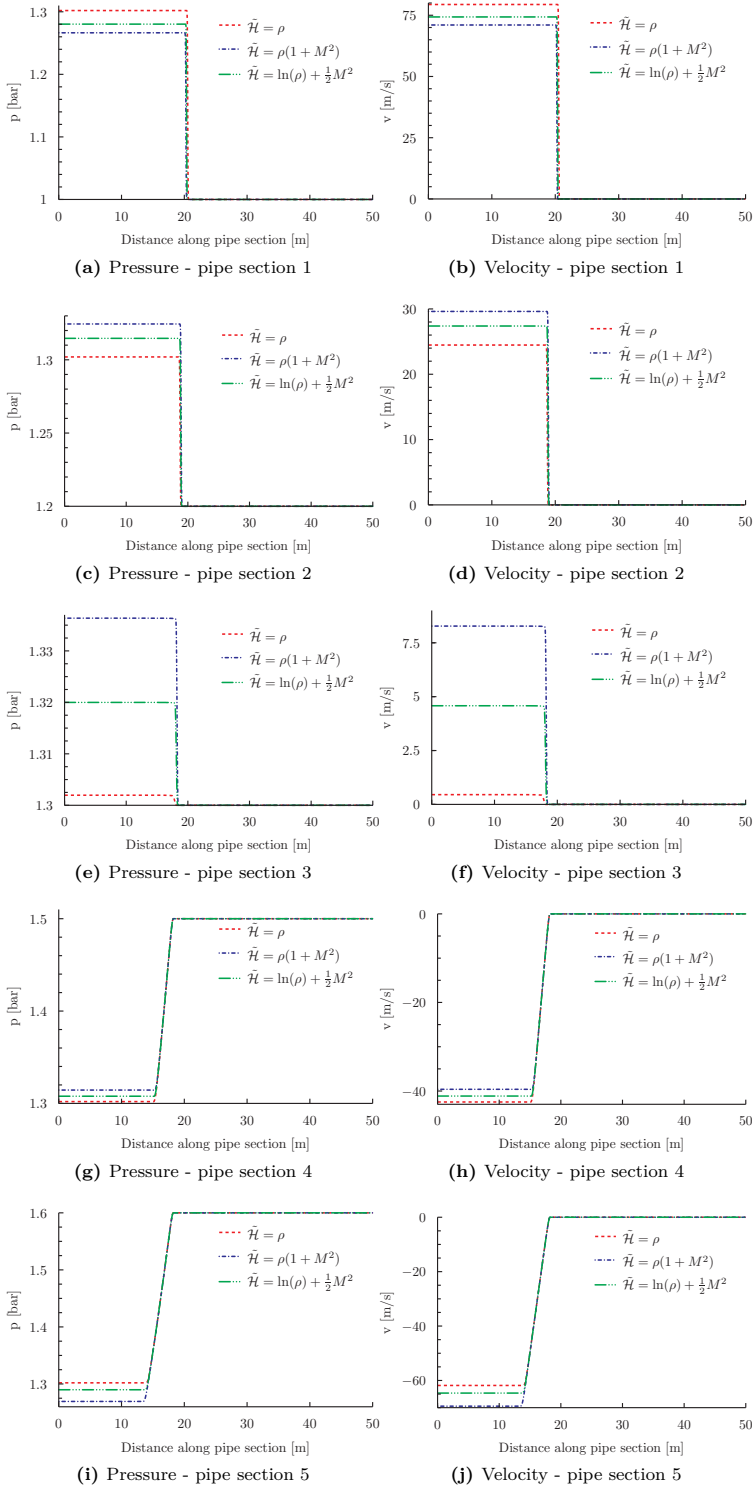 p [bar]
1.3
1.2
1.1
1
0 10 20 30 40 50
Distance along pipe section [m]
H̃ = ρ
H̃ = ρ(1 + M²)
H̃ = ln(ρ) + ½M²
(a) Pressure - pipe section 1
v [m/s]
75
50
25
0
0 10 20 30 40 50
Distance along pipe section [m]
H̃ = ρ
H̃ = ρ(1 + M²)
H̃ = ln(ρ) + ½M²
(b) Velocity - pipe section 1
p [bar]
1.3
1.25
1.2
0 10 20 30 40 50
Distance along pipe section [m]
H̃ = ρ
H̃ = ρ(1 + M²)
H̃ = ln(ρ) + ½M²
(c) Pressure - pipe section 2
v [m/s]
30
20
10
0
0 10 20 30 40 50
Distance along pipe section [m]
H̃ = ρ
H̃ = ρ(1 + M²)
H̃ = ln(ρ) + ½M²
(d) Velocity - pipe section 2
p [bar]
1.33
1.32
1.31
1.3
0 10 20 30 40 50
Distance along pipe section [m]
H̃ = ρ
H̃ = ρ(1 + M²)
H̃ = ln(ρ) + ½M²
(e) Pressure - pipe section 3
v [m/s]
7.5
5
2.5
0
0 10 20 30 40 50
Distance along pipe section [m]
H̃ = ρ
H̃ = ρ(1 + M²)
H̃ = ln(ρ) + ½M²
(f) Velocity - pipe section 3
p [bar]
1.5
1.4
1.3
0 10 20 30 40 50
Distance along pipe section [m]
H̃ = ρ
H̃ = ρ(1 + M²)
H̃ = ln(ρ) + ½M²
(g) Pressure - pipe section 4
v [m/s]
0
−20
−40
0 10 20 30 40 50
Distance along pipe section [m]
H̃ = ρ
H̃ = ρ(1 + M²)
H̃ = ln(ρ) + ½M²
(h) Velocity - pipe section 4
p [bar]
1.6
1.5
1.4
1.3
0 10 20 30 40 50
Distance along pipe section [m]
H̃ = ρ
H̃ = ρ(1 + M²)
H̃ = ln(ρ) + ½M²
(i) Pressure - pipe section 5
v [m/s]
0
−20
−40
−60
0 10 20 30 40 50
Distance along pipe section [m]
H̃ = ρ
H̃ = ρ(1 + M²)
H̃ = ln(ρ) + ½M²
(j) Velocity - pipe section 5